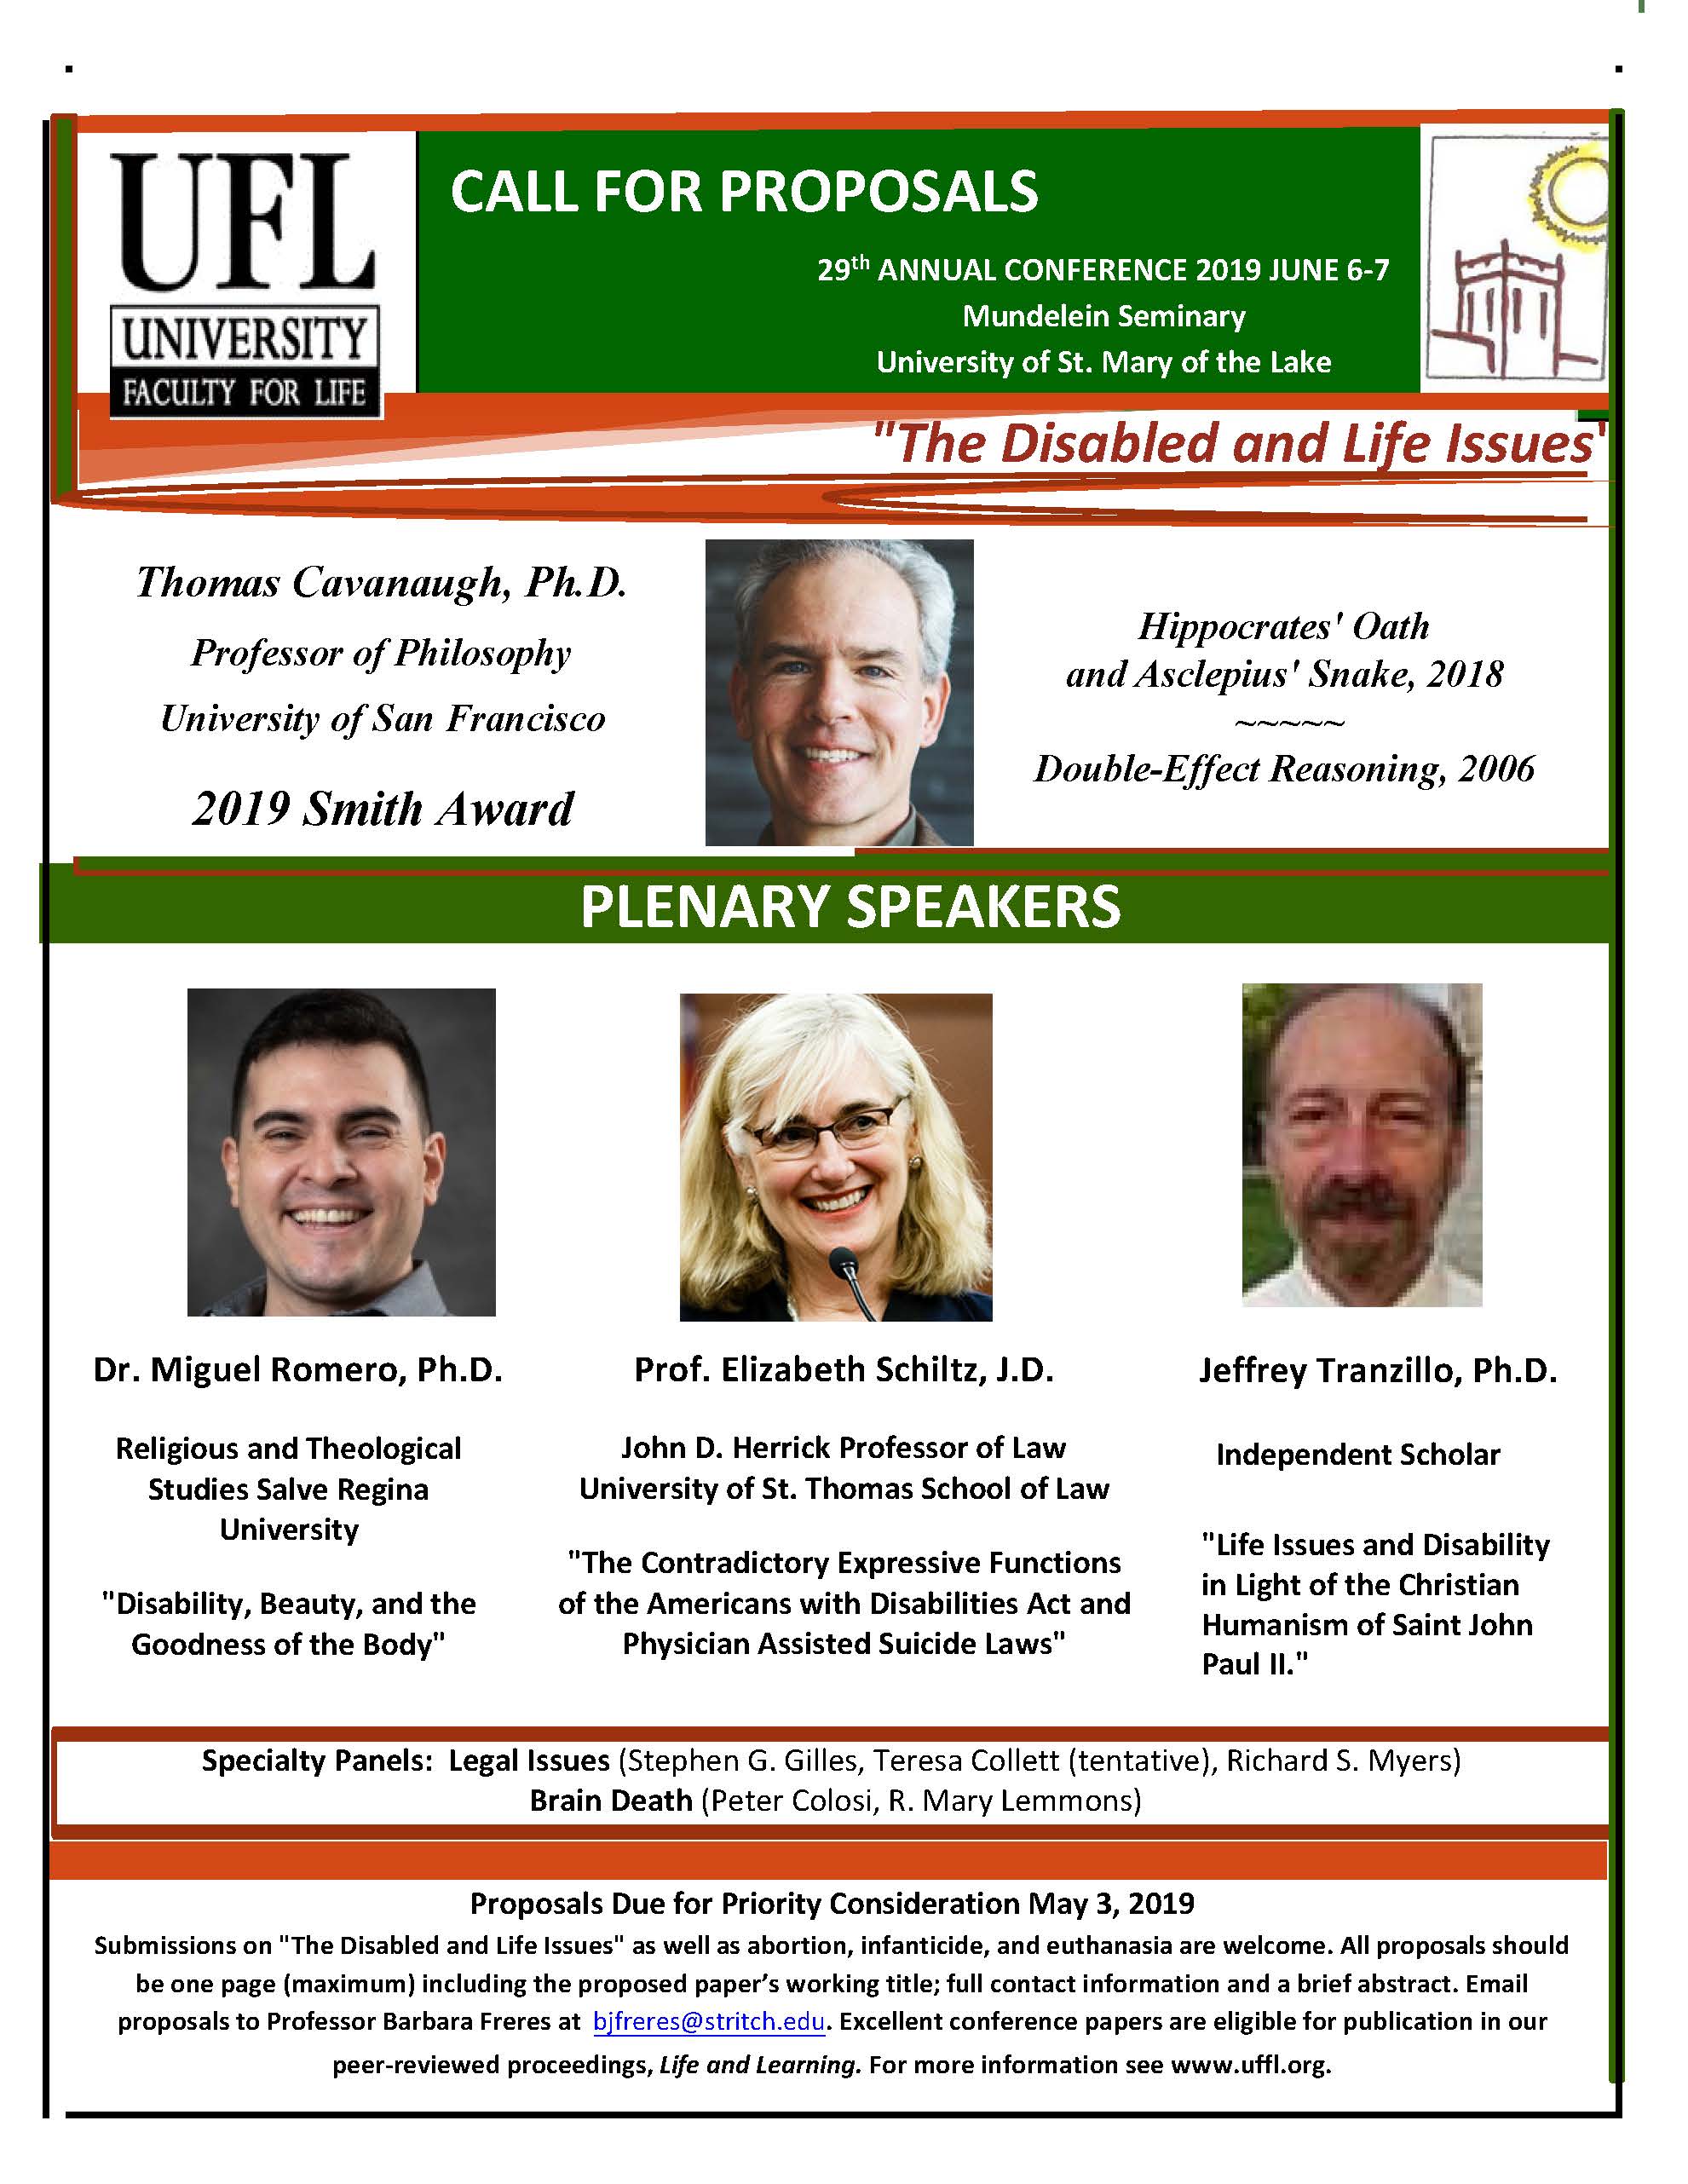 UFL
UNIVERSITY
FACULTY FOR LIFE
CALL FOR PROPOSALS
29th ANNUAL CONFERENCE 2019 JUNE 6-7
Mundelein Seminary
University of St. Mary of the Lake
"The Disabled and Life Issues"
Thomas Cavanaugh, Ph.D.
Professor of Philosophy
University of San Francisco
2019 Smith Award
Hippocrates' Oath
and Asclepius' Snake, 2018
~~~~~
Double-Effect Reasoning, 2006
PLENARY SPEAKERS
Dr. Miguel Romero, Ph.D.
Religious and Theological
Studies Salve Regina
University
"Disability, Beauty, and the
Goodness of the Body"
Prof. Elizabeth Schiltz, J.D.
John D. Herrick Professor of Law
University of St. Thomas School of Law
"The Contradictory Expressive Functions
of the Americans with Disabilities Act and
Physician Assisted Suicide Laws"
Jeffrey Tranzillo, Ph.D.
Independent Scholar
"Life Issues and Disability
in Light of the Christian
Humanism of Saint John
Paul II."
Specialty Panels: Legal Issues (Stephen G. Gilles, Teresa Collett (tentative), Richard S. Myers)
Brain Death (Peter Colosi, R. Mary Lemmons)
Proposals Due for Priority Consideration May 3, 2019
Submissions on "The Disabled and Life Issues" as well as abortion, infanticide, and euthanasia are welcome. All proposals should
be one page (maximum) including the proposed paper's working title; full contact information and a brief abstract. Email
proposals to Professor Barbara Freres at bjfreres@stritch.edu. Excellent conference papers are eligible for publication in our
peer-reviewed proceedings, Life and Learning. For more information see www.uffl.org.